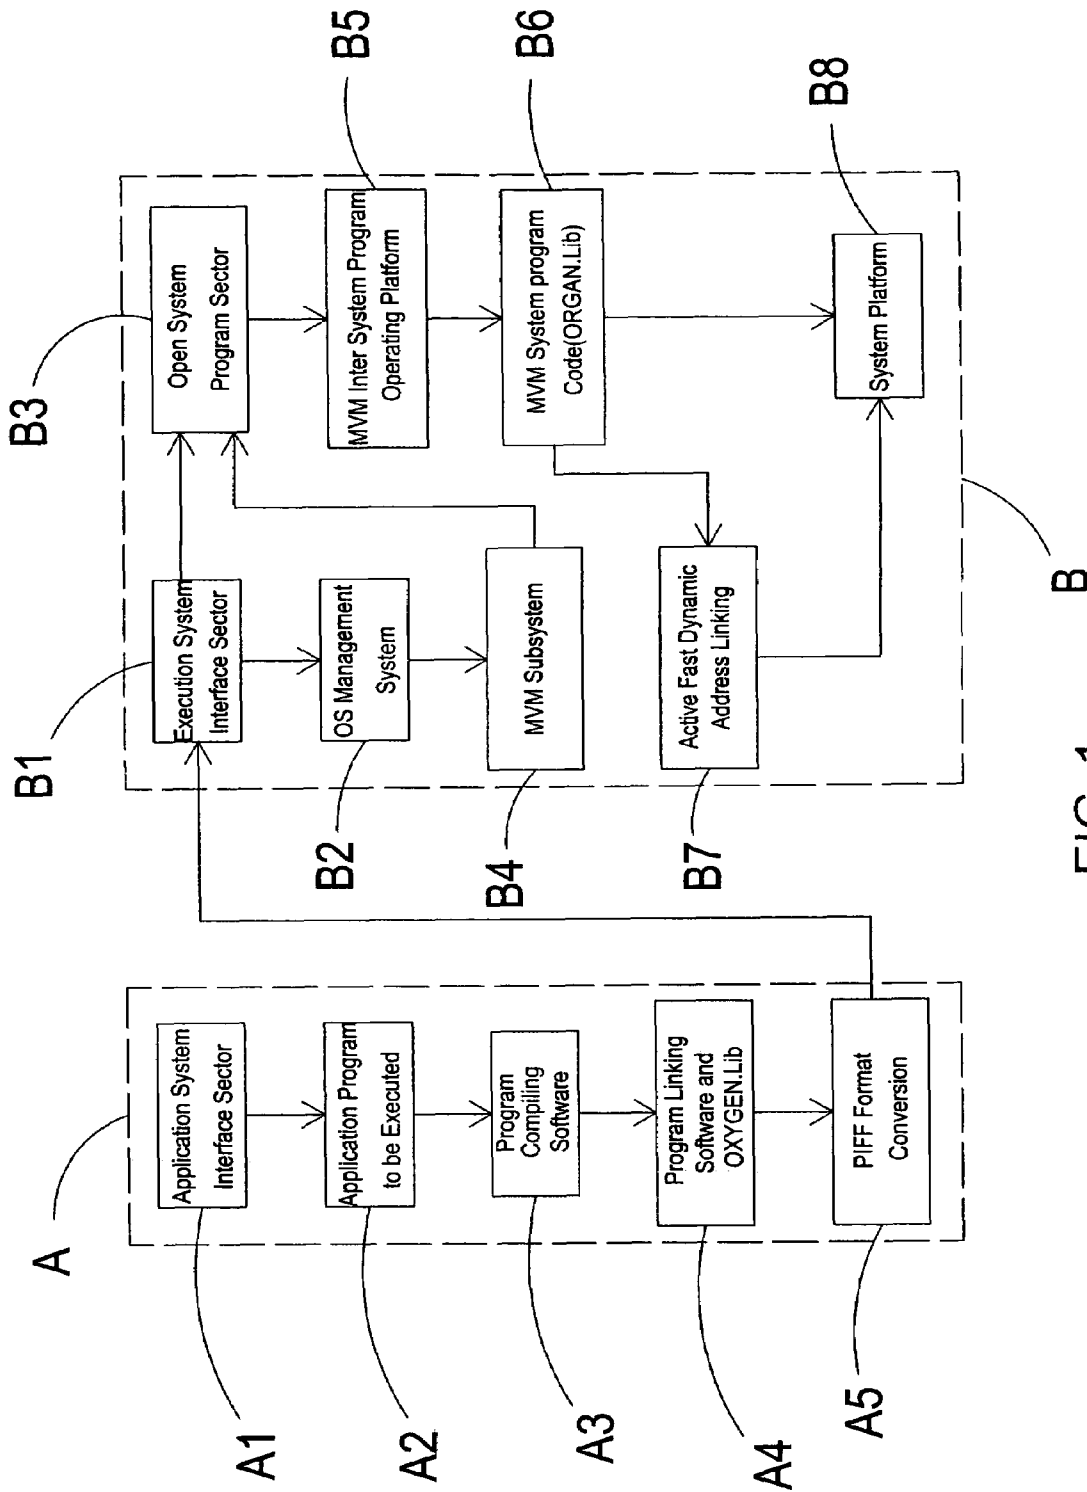 A
A1
Application System
Interface Sector
A2
Application Program
to be Executed
A3
Program
Compiling
Software
A4
Program Linking
Software and
OXYGEN.Lib
A5
PIFF Format
Conversion
B
B1
Execution System
Interface Sector
B2
OS Management
System
B3
Open System
Program Sector
B4
MVM Subsystem
B5
MVM Inter System Program
Operating Platform
B6
MVM System program
Code(ORGAN.Lib)
B7
Active Fast Dynamic
Address Linking
B8
System Platform
FIG. 1